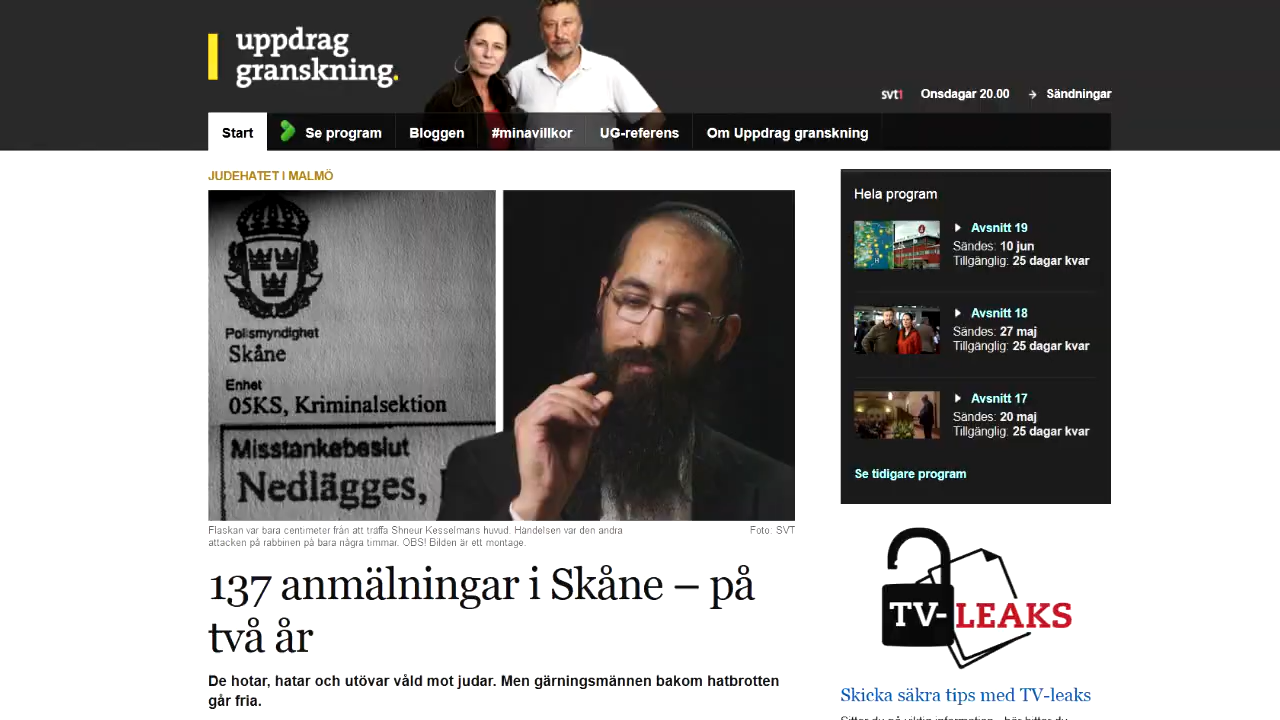 uppdrag
granskning.
svt1 Onsdagar 20.00 Sändningar
Start Se program Bloggen #minavillkor UG-referens Om Uppdrag granskning
JUDEHATET I MALMÖ
Polismyndighet
Skåne
Enhet
05KS, Kriminalsektion
Misstankebeslut
Nedlägges,
Flaskan var bara centimeter från att träffa Shneur Kesselmans huvud. Händelsen var den andra
attacken på rabbinen på bara några timmar. OBS! Bilden är ett montage.
Foto: SVT
137 anmälningar i Skåne – på
två år
De hotar, hatar och utövar våld mot judar. Men gärningsmännen bakom hatbrotten
går fria.
Hela program
Avsnitt 19
Sändes: 10 jun
Tillgänglig: 25 dagar kvar
Avsnitt 18
Sändes: 27 maj
Tillgänglig: 25 dagar kvar
Avsnitt 17
Sändes: 20 maj
Tillgänglig: 25 dagar kvar
Se tidigare program
TV-LEAKS
Skicka säkra tips med TV-leaks